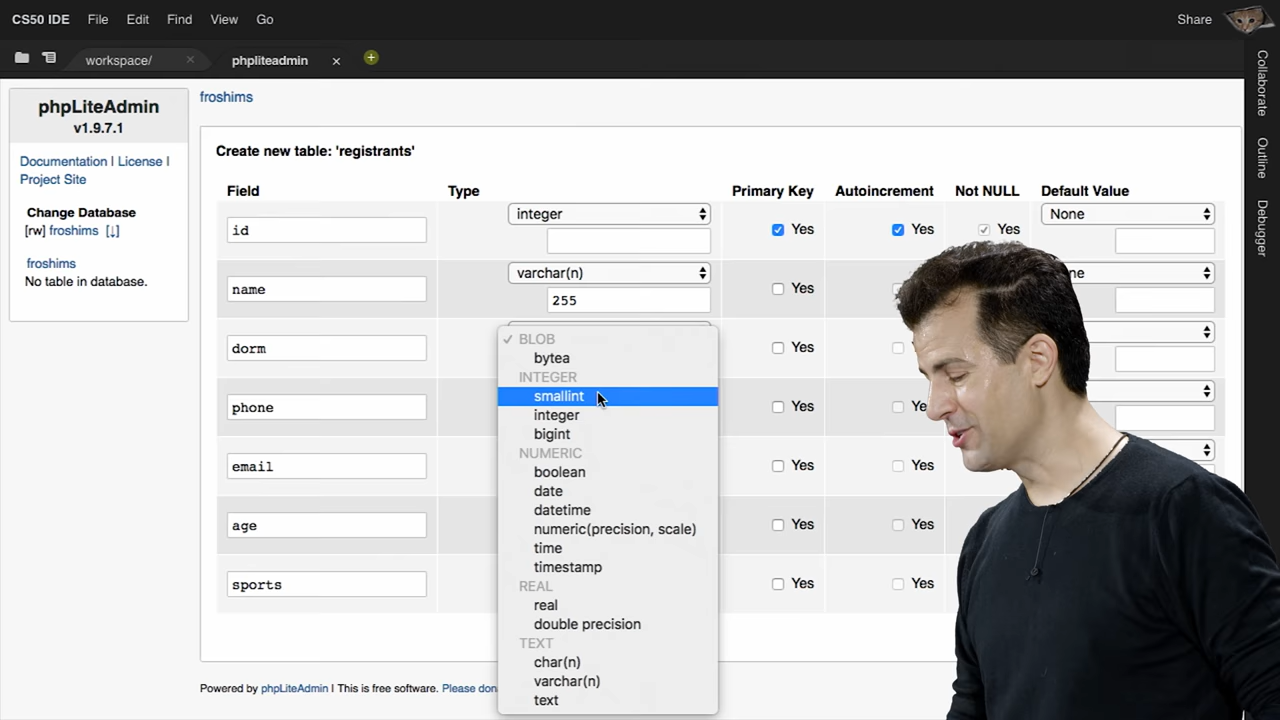 CS50 IDE File Edit Find View Go Share
workspace/ × phpliteadmin ×
phpLiteAdmin
v1.9.7.1
Documentation | License |
Project Site
Change Database
[rw] froshims [↓]
froshims
No table in database.
froshims
Create new table: 'registrants'
Field Type Primary Key Autoincrement Not NULL Default Value
id integer Yes Yes Yes None
name varchar(n) Yes
255
dorm Yes
phone Yes
email Yes Yes
age Yes Yes
sports Yes Yes
✓ BLOB
bytea
INTEGER
smallint
integer
bigint
NUMERIC
boolean
date
datetime
numeric(precision, scale)
time
timestamp
REAL
real
double precision
TEXT
char(n)
varchar(n)
text
Powered by phpLiteAdmin | This is free software. Please
Collaborate
Outline
Debugger